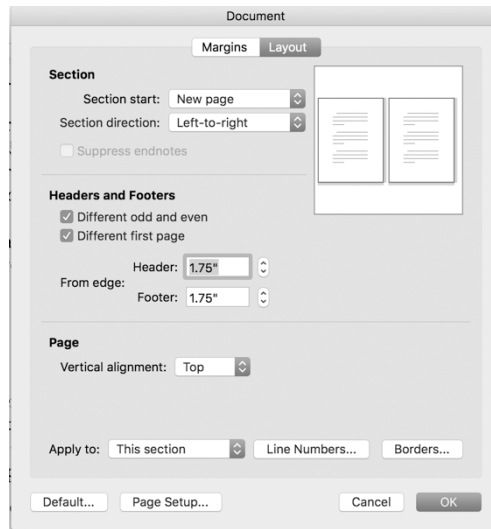 Document
Margins Layout
Section
Section start: New page
Section direction: Left-to-right
Suppress endnotes
Headers and Footers
Different odd and even
Different first page
From edge:
Header: 1.75"
Footer: 1.75"
Page
Vertical alignment: Top
Apply to: This section Line Numbers... Borders...
Default... Page Setup... Cancel OK